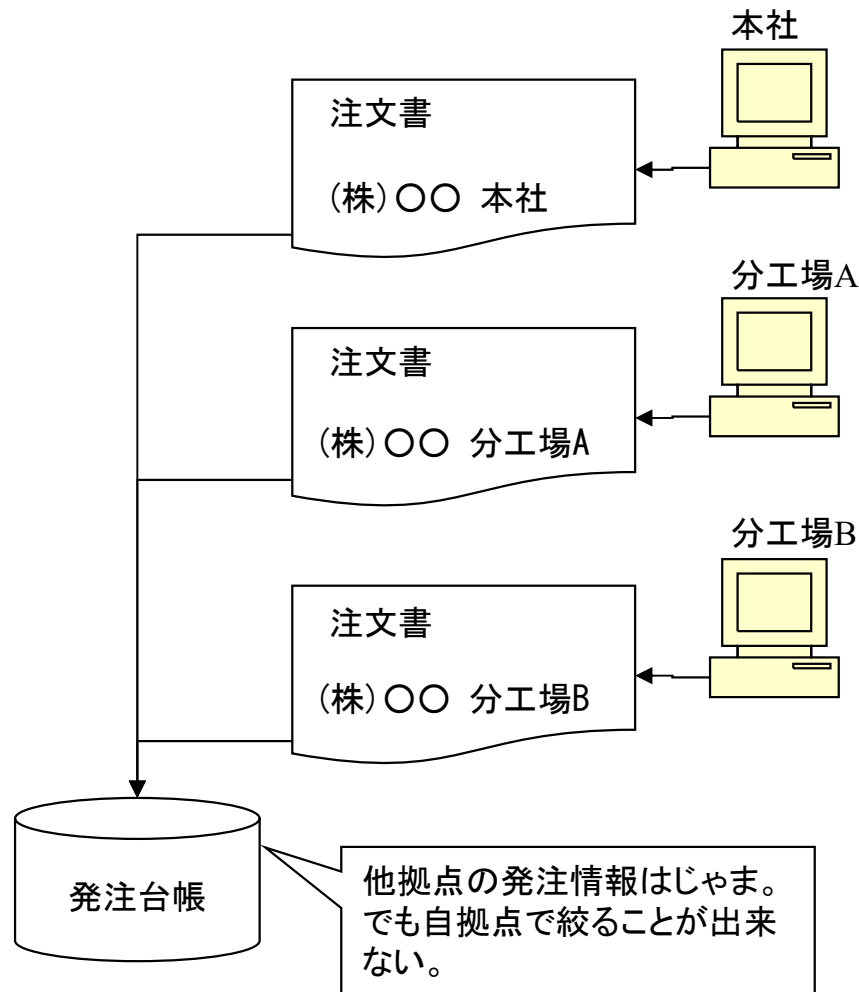 本社
注文書
(株)〇〇 本社
分工場A
注文書
(株)〇〇 分工場A
分工場B
注文書
(株)〇〇 分工場B
発注台帳
他拠点の発注情報はじゃま。
でも自拠点で絞ることが出来
ない。